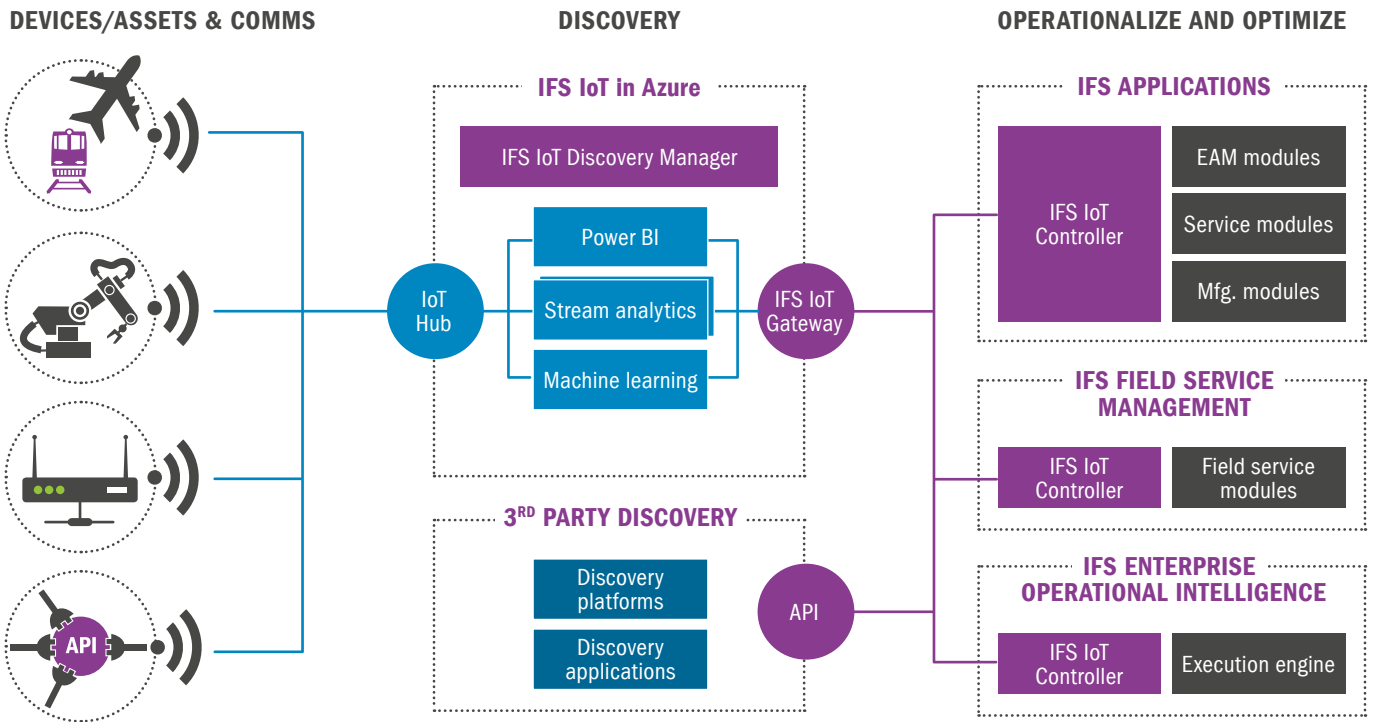 DEVICES/ASSETS & COMMS
API
DISCOVERY
IFS IoT in Azure
IFS IoT Discovery Manager
IoT
Hub
Power BI
Stream analytics
Machine learning
IFS IoT
Gateway
3RD PARTY DISCOVERY
Discovery
platforms
Discovery
applications
API
OPERATIONALIZE AND OPTIMIZE
IFS APPLICATIONS
IFS IoT
Controller
EAM modules
Service modules
Mfg. modules
IFS FIELD SERVICE
MANAGEMENT
IFS IoT
Controller
Field service
modules
IFS ENTERPRISE
OPERATIONAL INTELLIGENCE
IFS IoT
Controller
Execution engine